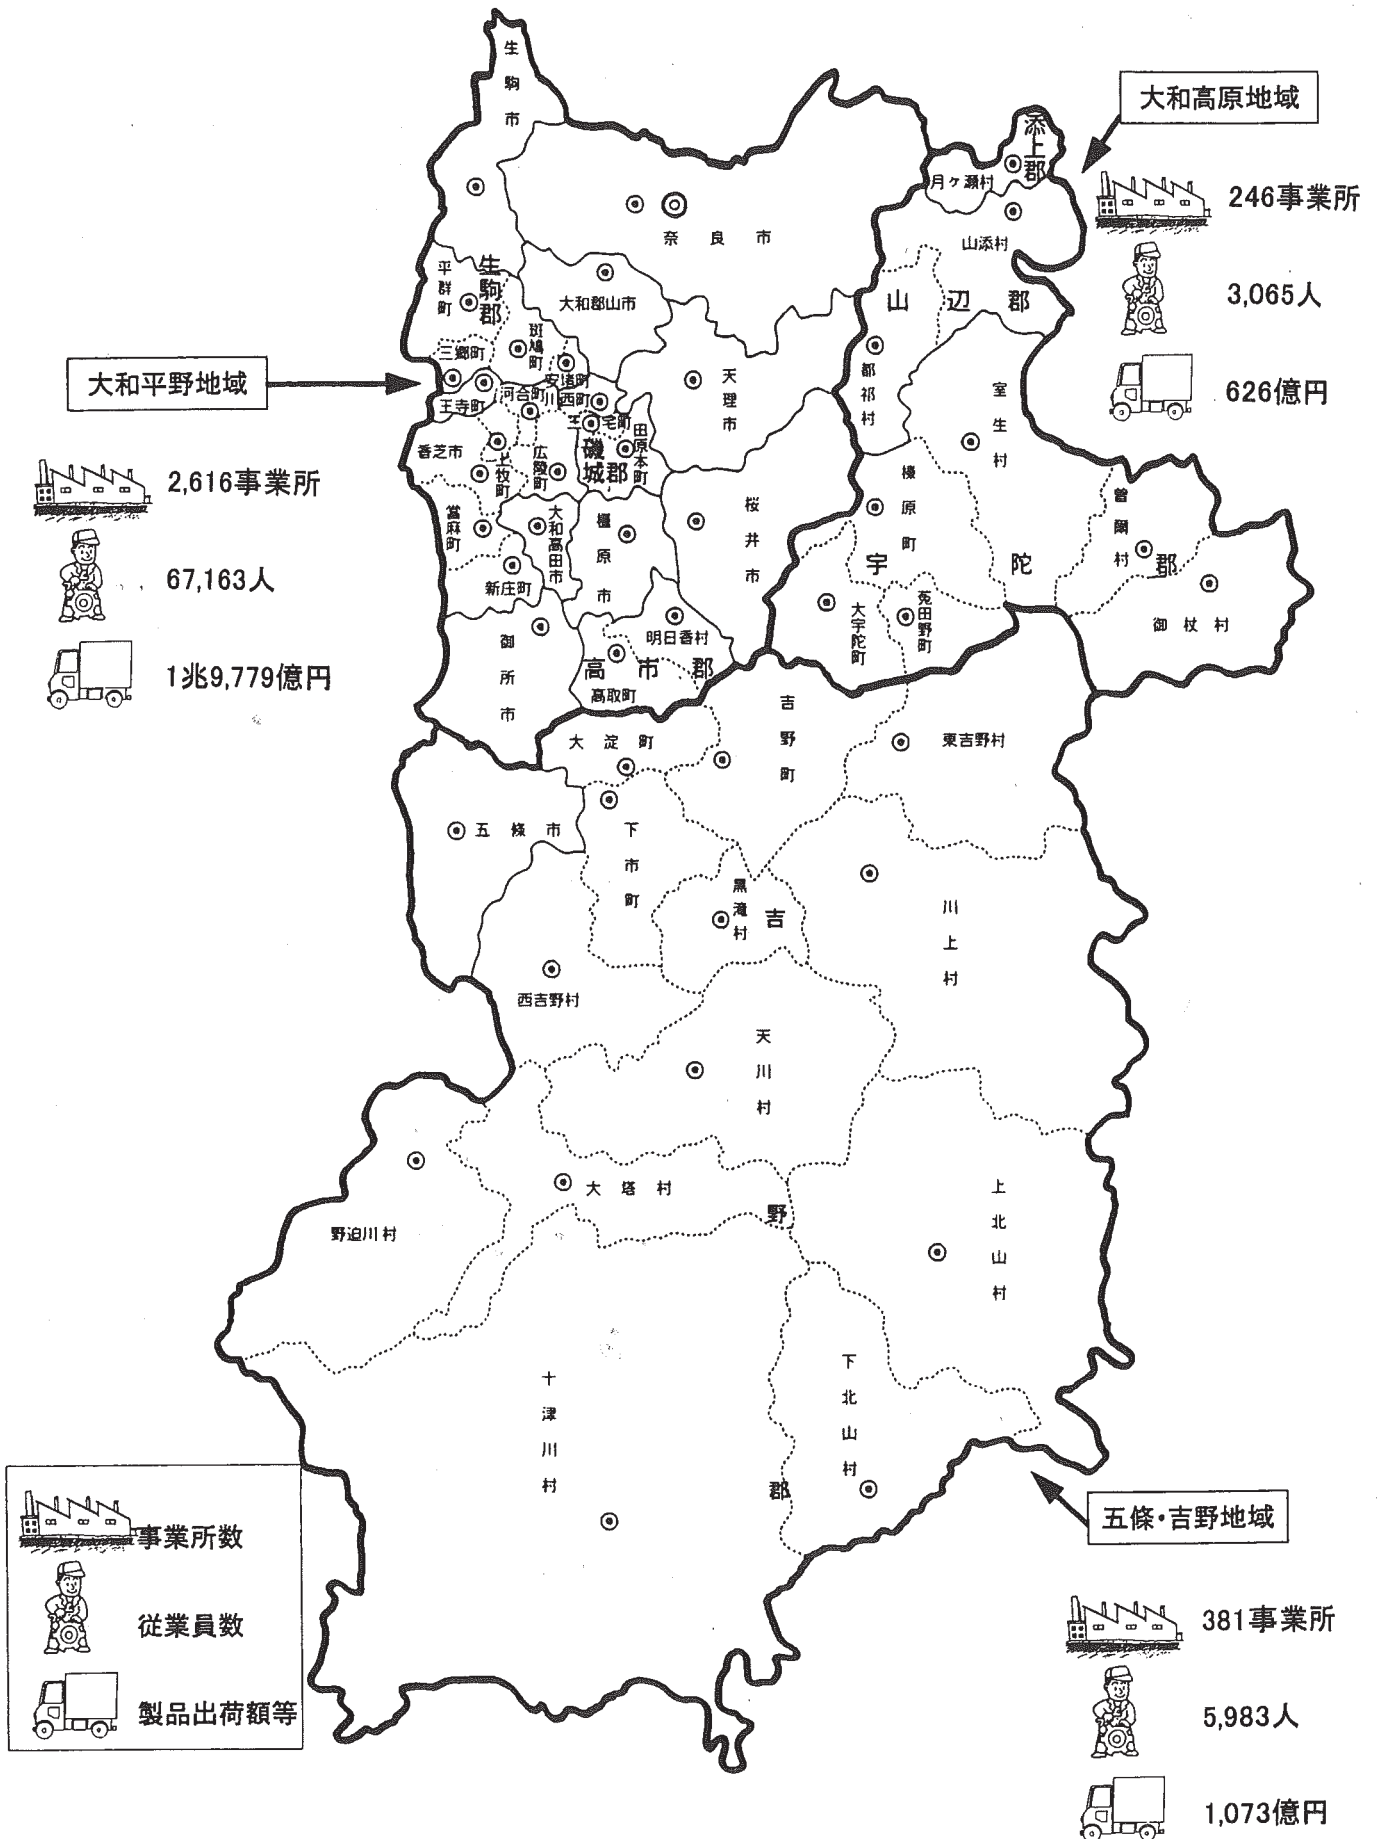 大和高原地域
246事業所
3,065人
626億円
大和平野地域
2,616事業所
67,163人
1兆9,779億円
生駒市
奈良市
添上郡
月ヶ瀬村
山添村
山辺郡
都祁村
平群町
生駒郡
大和郡山市
斑鳩町
三郷町
安堵町
王寺町
河合町
川西町
三宅町
田原本町
天理市
香芝市
上牧町
広陵町
磯城郡
當麻町
大和高田市
橿原市
桜井市
新庄町
御所市
明日香村
高市郡
高取町
室生村
榛原町
宇陀郡
大宇陀町
菟田野町
曽爾村
御杖村
大淀町
吉野町
東吉野村
五條市
下市町
黒滝村
川上村
西吉野村
天川村
吉野郡
大塔村
野迫川村
上北山村
十津川村
下北山村
事業所数
従業員数
製品出荷額等
五條・吉野地域
381事業所
5,983人
1,073億円